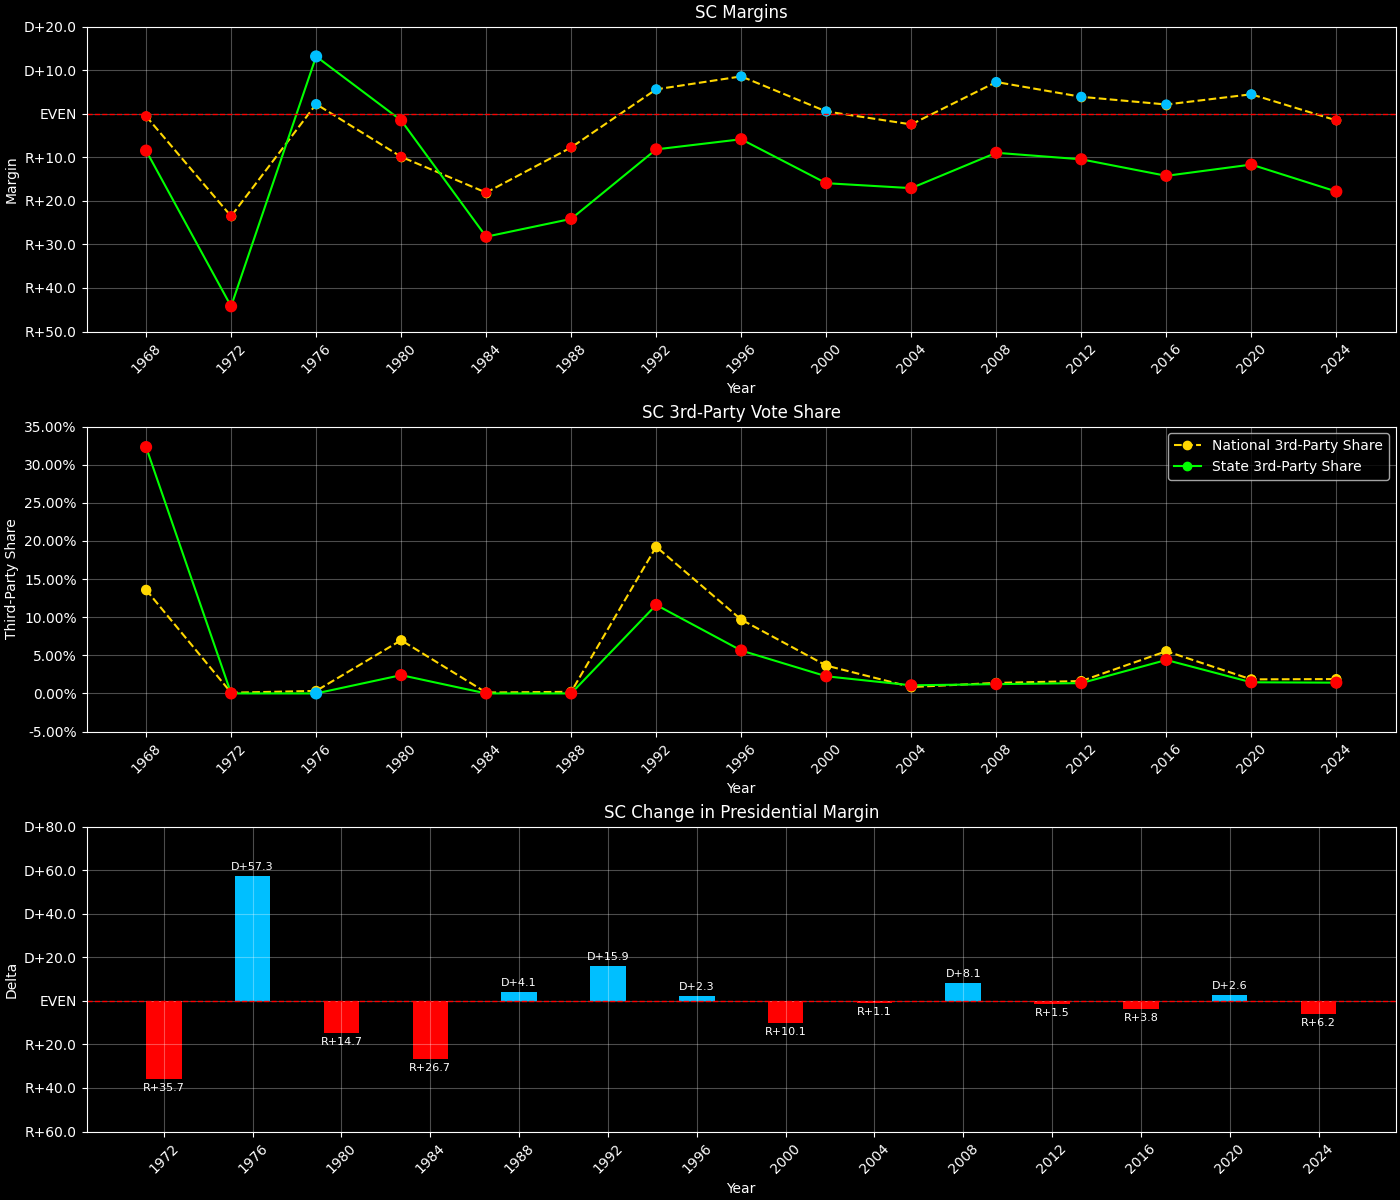 SC Margins
D+20.0
D+10.0
EVEN
R+10.0
R+20.0
R+30.0
R+40.0
R+50.0
Margin
1968 1972 1976 1980 1984 1988 1992 1996 2000 2004 2008 2012 2016 2020 2024
Year
SC 3rd-Party Vote Share
35.00%
30.00%
25.00%
20.00%
15.00%
10.00%
5.00%
0.00%
-5.00%
Third-Party Share
National 3rd-Party Share
State 3rd-Party Share
1968 1972 1976 1980 1984 1988 1992 1996 2000 2004 2008 2012 2016 2020 2024
Year
SC Change in Presidential Margin
D+80.0
D+60.0
D+40.0
D+20.0
EVEN
R+20.0
R+40.0
R+60.0
Delta
R+35.7
D+57.3
R+14.7
R+26.7
D+4.1
D+15.9
D+2.3
R+10.1
R+1.1
D+8.1
R+1.5
R+3.8
D+2.6
R+6.2
1972 1976 1980 1984 1988 1992 1996 2000 2004 2008 2012 2016 2020 2024
Year